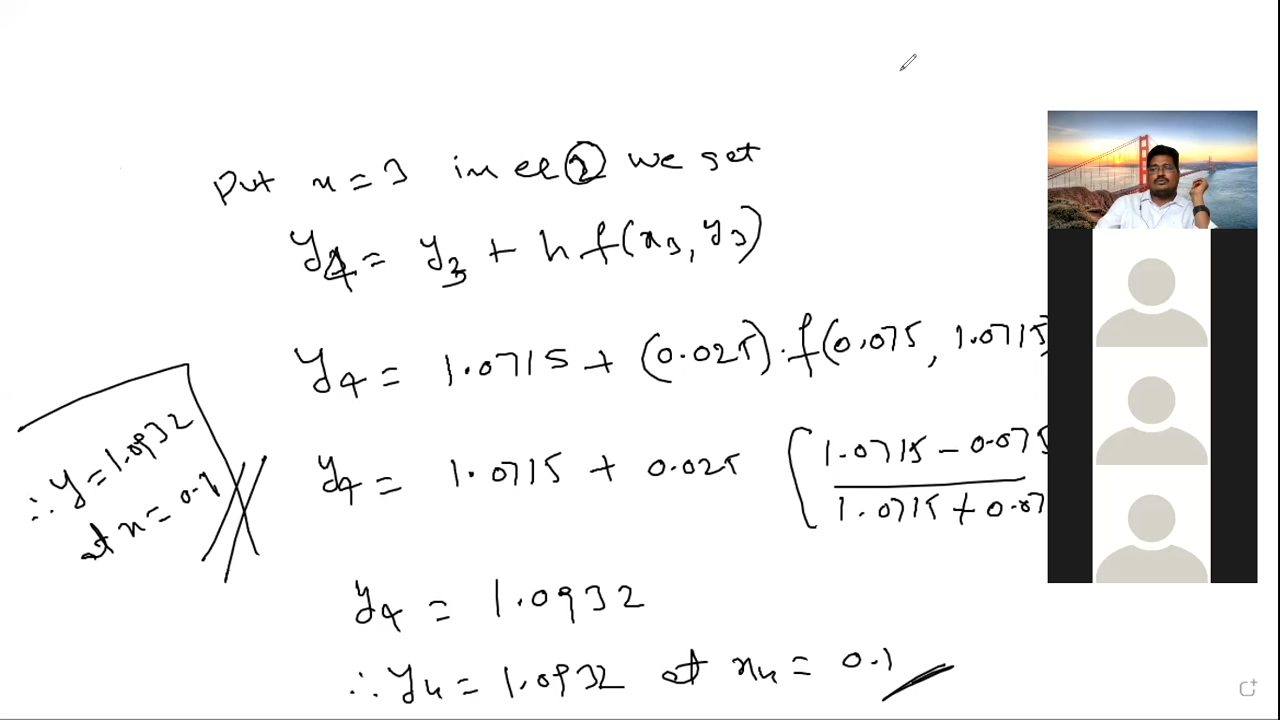 Put n = 3 in eq ② we get
y₄ = y₃ + h f(x₃, y₃)
y₄ = 1.0715 + (0.025) . f(0.075, 1.0715)
y₄ = 1.0715 + 0.025 [ 1.0715 - 0.075
1.0715 + 0.07
y₄ = 1.0932
∴ y₄ = 1.0932 at x₄ = 0.1
∴ y = 1.0932
at x = 0.1